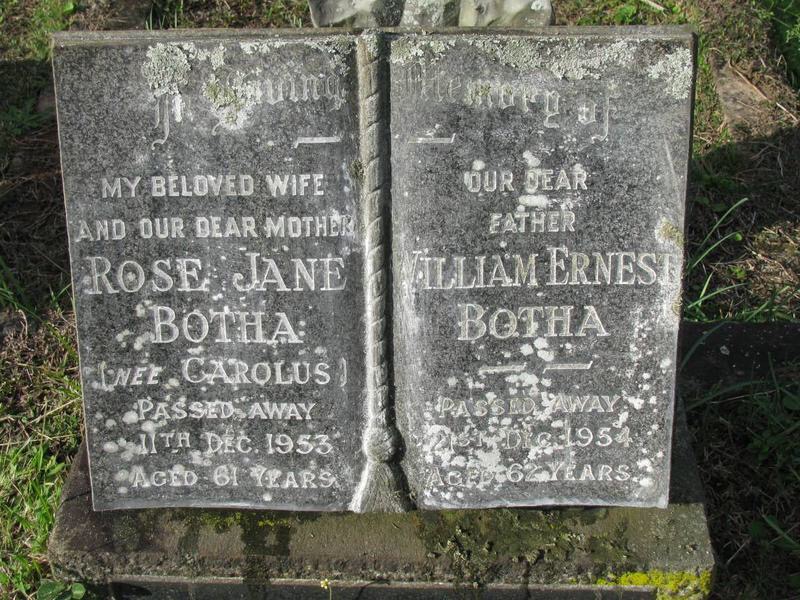 In Loving Memory of
MY BELOVED WIFE
AND OUR DEAR MOTHER
ROSE JANE
BOTHA
(NEE CAROLUS)
PASSED AWAY
11TH DEC. 1953
AGED 61 YEARS
OUR DEAR
FATHER
WILLIAM ERNEST
BOTHA
PASSED AWAY
21ST DEC. 1954
AGED 62 YEARS